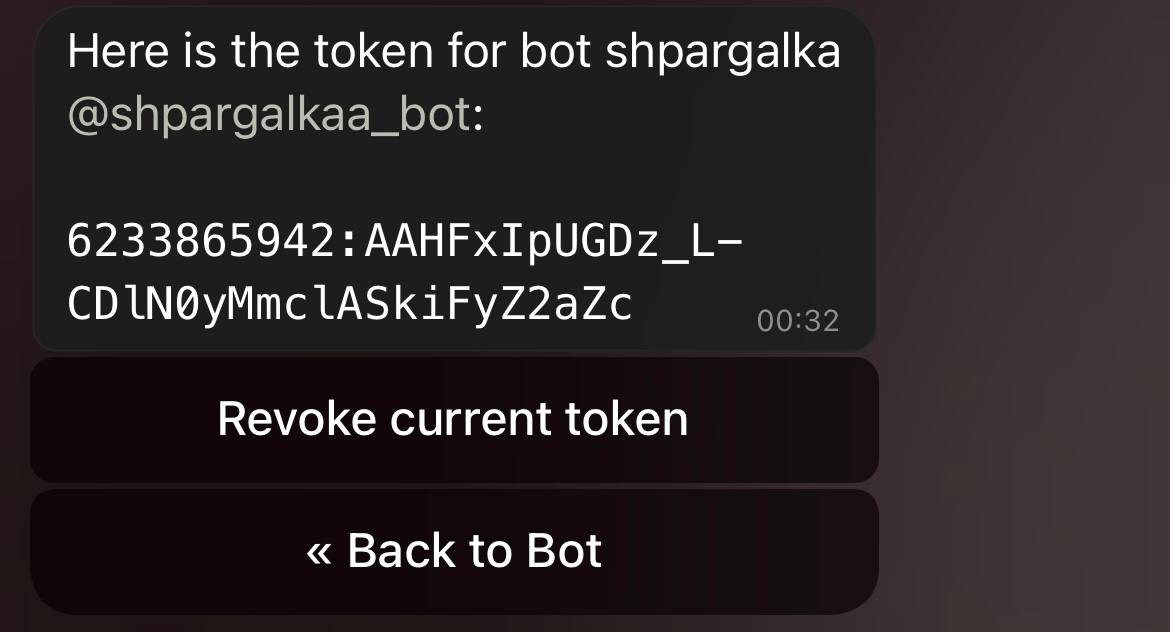 Here is the token for bot shpargalka
@shpargalkaa_bot:
6233865942:AAHFxIpUGDz_L-
CDlN0yMmclASkiFyZ2aZc
00:32
Revoke current token
« Back to Bot